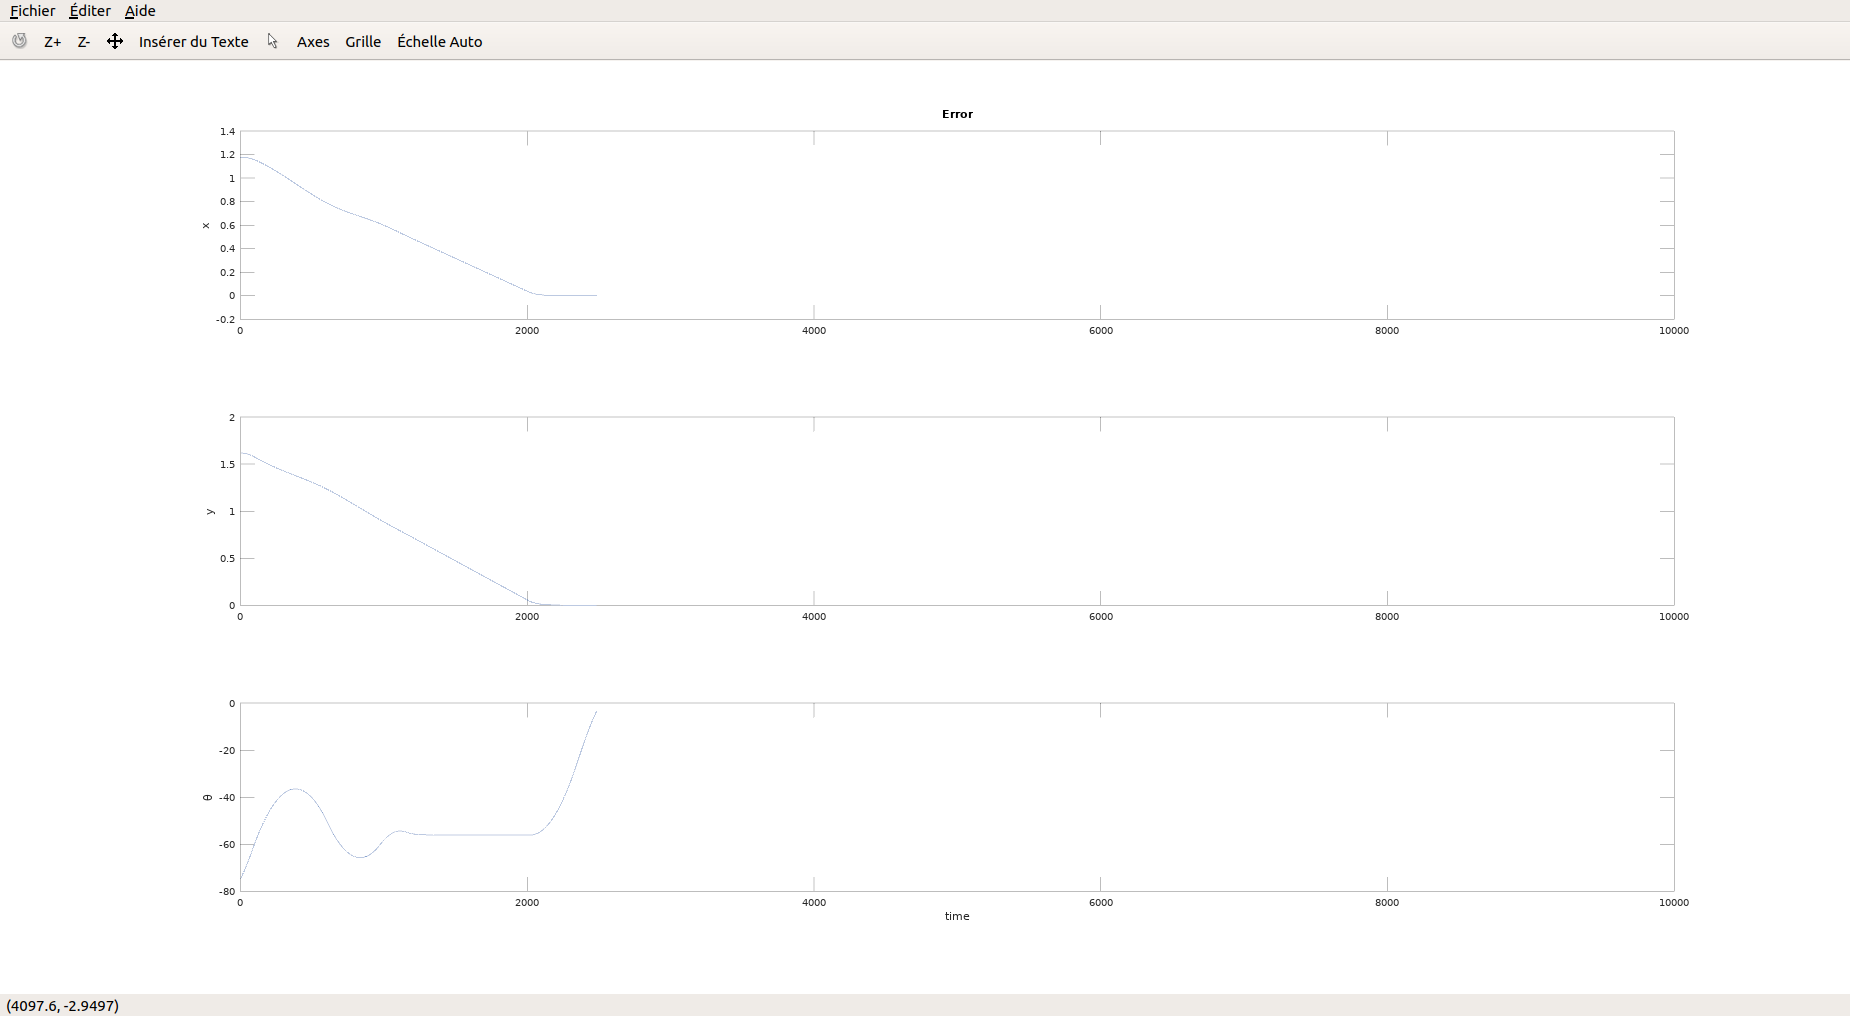 Fichier Éditer Aide
Z+ Z- Insérer du Texte Axes Grille Échelle Auto
Error
1.4
1.2
1
0.8
x 0.6
0.4
0.2
0
-0.2
0 2000 4000 6000 8000 10000
2
1.5
y 1
0.5
0
0 2000 4000 6000 8000 10000
0
-20
θ -40
-60
-80
0 2000 4000 6000 8000 10000
time
(4097.6, -2.9497)